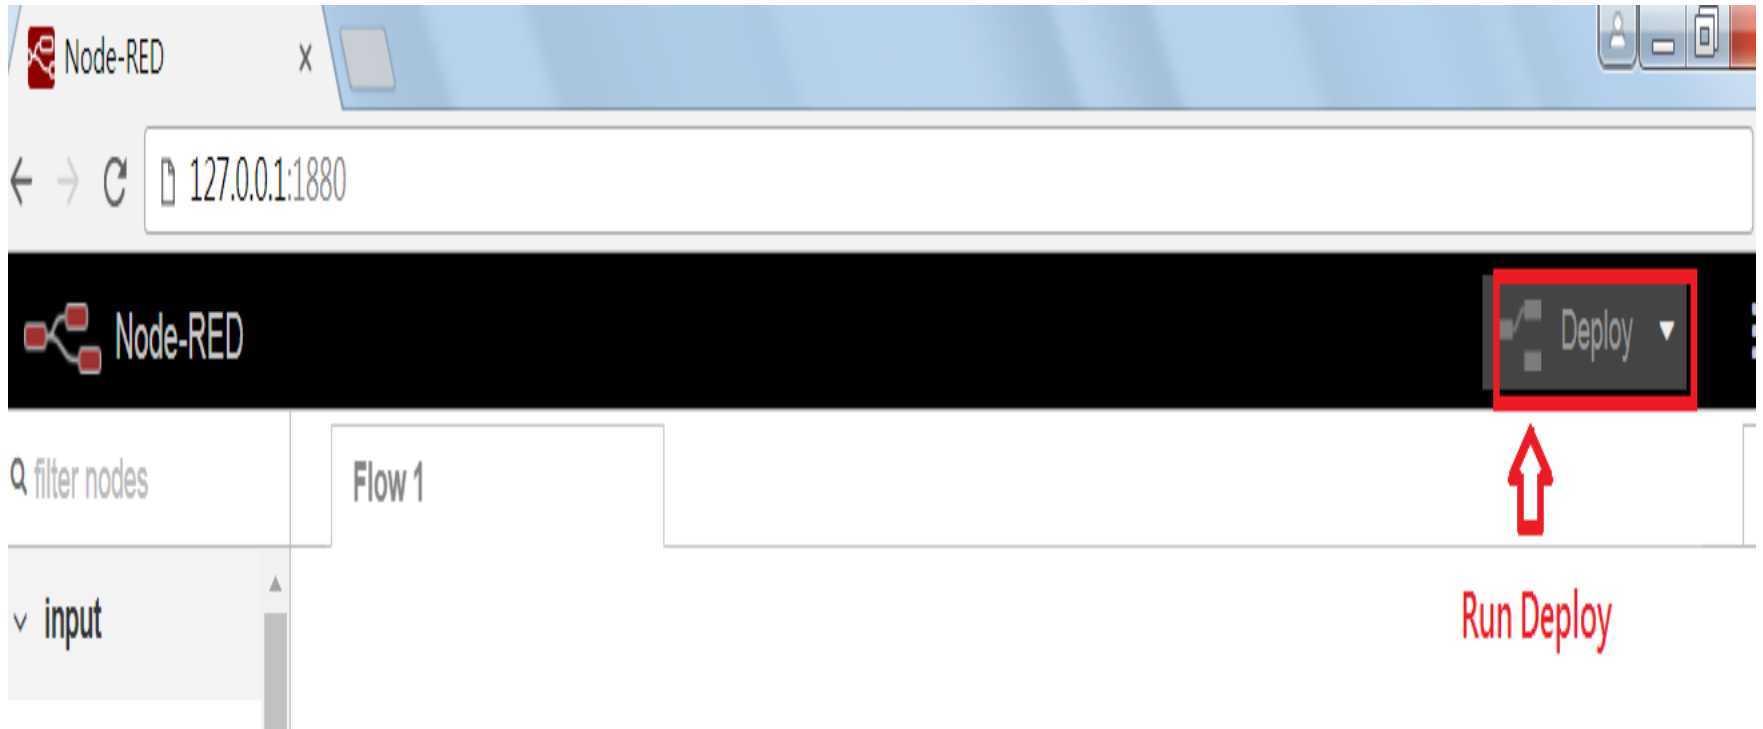 Node-RED
127.0.0.1:1880
Node-RED
Deploy
filter nodes
Flow 1
input
Run Deploy